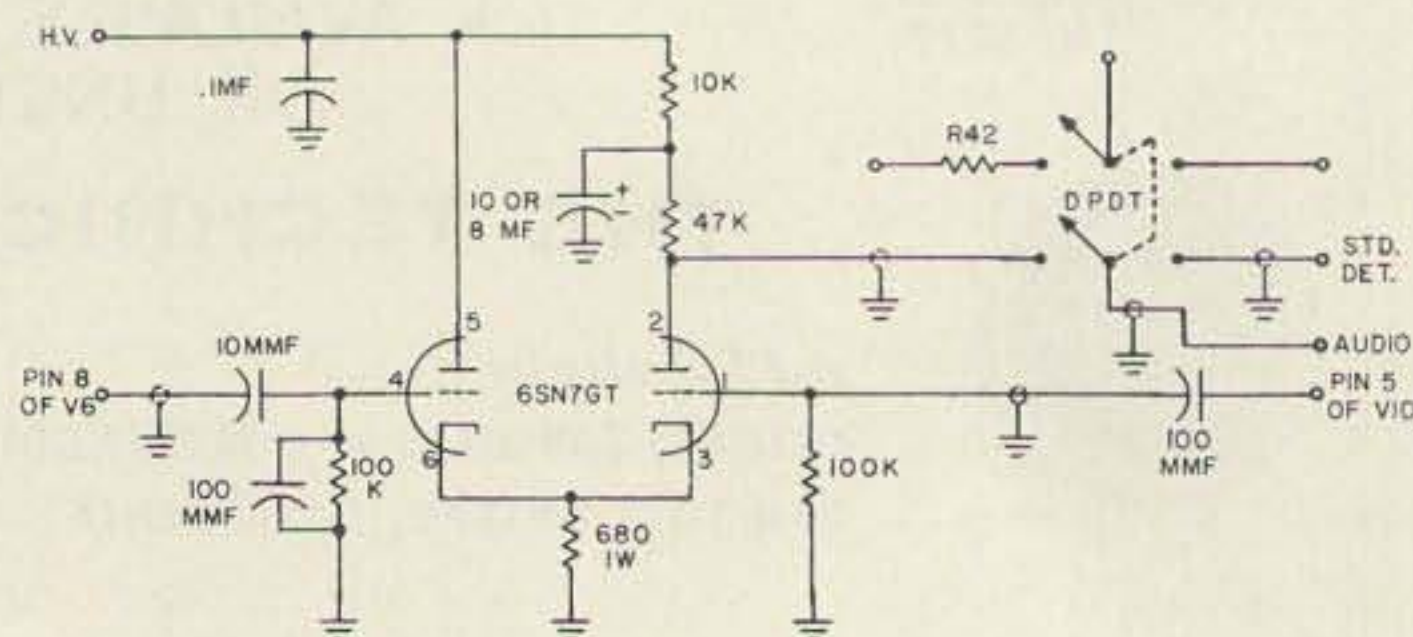 H.V.
.1MF
10K
R42
10 OR
8 MF
+
-
47K
DPDT
STD.
DET.
AUDIO
5
2
10MMF
PIN 8
OF V6
4
6SN7GT
1
PIN 5
OF V10
6
3
100
MMF
100
K
680
1W
100K
100
MMF